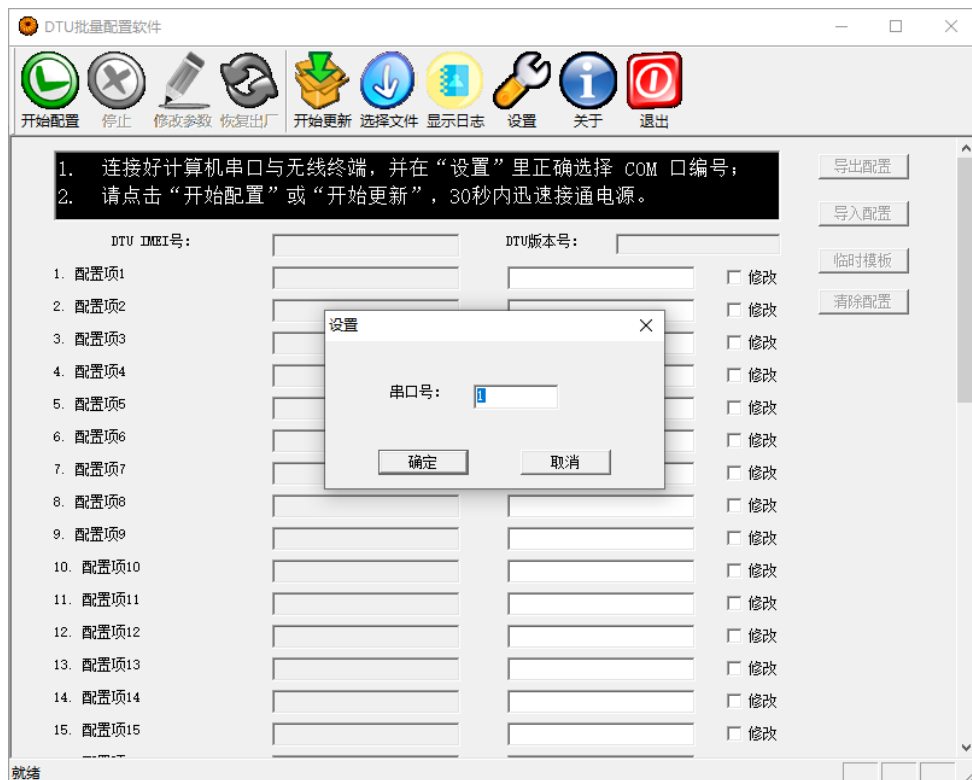 DTU批量配置软件
开始配置 停止 修改参数 恢复出厂 开始更新 选择文件 显示日志 设置 关于 退出
1. 连接好计算机串口与无线终端，并在“设置”里正确选择 COM 口编号；
2. 请点击“开始配置”或“开始更新”，30秒内迅速接通电源。
导出配置
导入配置
临时模板
清除配置
DTU IMEI号： DTU版本号：
1. 配置项1 修改
2. 配置项2 修改
3. 配置项3 修改
4. 配置项4 修改
5. 配置项5 修改
6. 配置项6 修改
7. 配置项7 修改
8. 配置项8 修改
9. 配置项9 修改
10. 配置项10 修改
11. 配置项11 修改
12. 配置项12 修改
13. 配置项13 修改
14. 配置项14 修改
15. 配置项15 修改
设置
串口号： 1
确定 取消
就绪